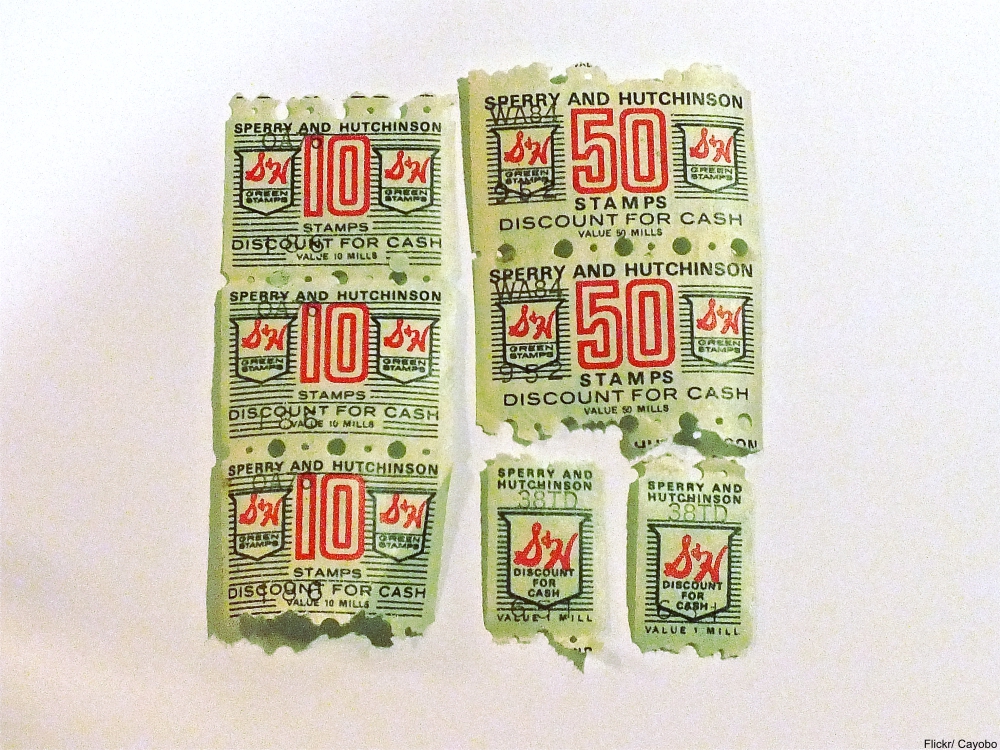 SPERRY AND HUTCHINSON
S&H GREEN STAMPS 10 S&H GREEN STAMPS
STAMPS
DISCOUNT FOR CASH
VALUE 10 MILLS
SPERRY AND HUTCHINSON
S&H GREEN STAMPS 10 S&H GREEN STAMPS
STAMPS
DISCOUNT FOR CASH
VALUE 10 MILLS
SPERRY AND HUTCHINSON
S&H GREEN STAMPS 10 S&H GREEN STAMPS
STAMPS
DISCOUNT FOR CASH
VALUE 10 MILLS
SPERRY AND HUTCHINSON
WA84
S&H GREEN STAMPS 50 S&H GREEN STAMPS
952
STAMPS
DISCOUNT FOR CASH
VALUE 50 MILLS
SPERRY AND HUTCHINSON
WA84
S&H GREEN STAMPS 50 S&H GREEN STAMPS
952
STAMPS
DISCOUNT FOR CASH
VALUE 50 MILLS
SPERRY AND
HUTCHINSON
38TD
S&H
DISCOUNT
FOR
CASH
VALUE 1 MILL
SPERRY AND
HUTCHINSON
38TD
S&H
DISCOUNT
FOR
CASH
VALUE 1 MILL
Flickr/ Cayobo